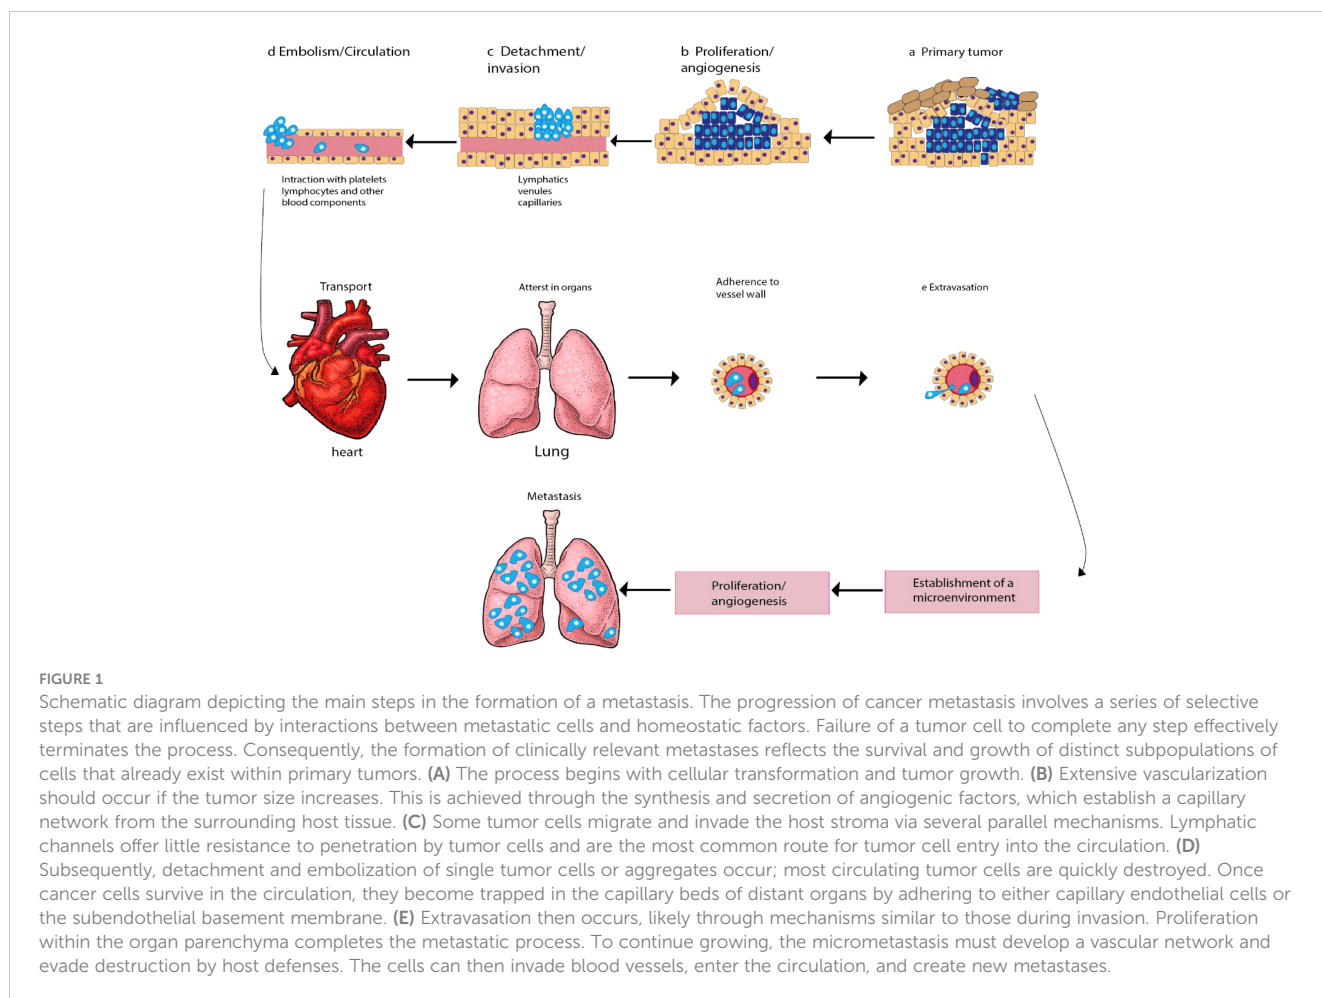 d Embolism/Circulation
c Detachment/
invasion
b Proliferation/
angiogenesis
a Primary tumor
Intraction with platelets
lymphocytes and other
blood components
Lymphatics
venules
capillaries
Transport
Atterst in organs
Adherence to
vessel wall
e Extravasation
heart
Lung
Metastasis
Proliferation/
angiogenesis
Establishment of a
microenvironment
FIGURE 1
Schematic diagram depicting the main steps in the formation of a metastasis. The progression of cancer metastasis involves a series of selective
steps that are influenced by interactions between metastatic cells and homeostatic factors. Failure of a tumor cell to complete any step effectively
terminates the process. Consequently, the formation of clinically relevant metastases reflects the survival and growth of distinct subpopulations of
cells that already exist within primary tumors. (A) The process begins with cellular transformation and tumor growth. (B) Extensive vascularization
should occur if the tumor size increases. This is achieved through the synthesis and secretion of angiogenic factors, which establish a capillary
network from the surrounding host tissue. (C) Some tumor cells migrate and invade the host stroma via several parallel mechanisms. Lymphatic
channels offer little resistance to penetration by tumor cells and are the most common route for tumor cell entry into the circulation. (D)
Subsequently, detachment and embolization of single tumor cells or aggregates occur; most circulating tumor cells are quickly destroyed. Once
cancer cells survive in the circulation, they become trapped in the capillary beds of distant organs by adhering to either capillary endothelial cells or
the subendothelial basement membrane. (E) Extravasation then occurs, likely through mechanisms similar to those during invasion. Proliferation
within the organ parenchyma completes the metastatic process. To continue growing, the micrometastasis must develop a vascular network and
evade destruction by host defenses. The cells can then invade blood vessels, enter the circulation, and create new metastases.